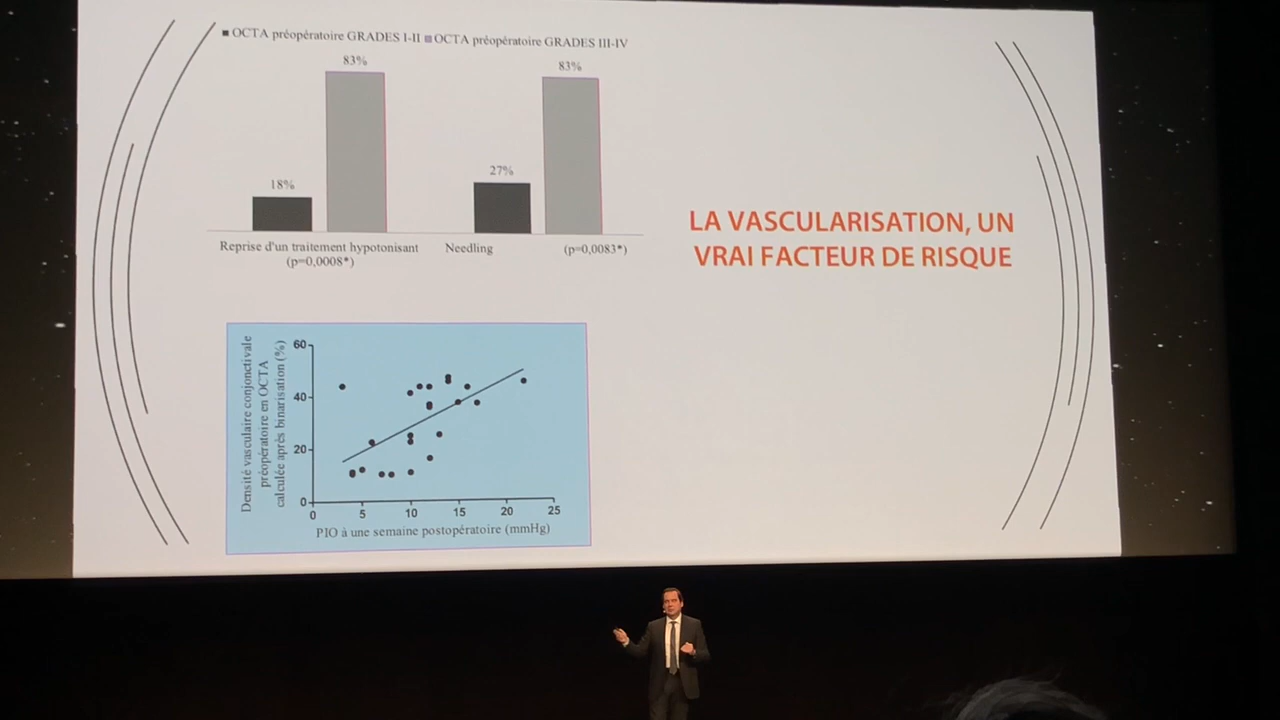 OCTA préopératoire GRADES I-II OCTA préopératoire GRADES III-IV
83%
83%
18%
27%
Reprise d'un traitement hypotonisant
(p=0,0008*)
Needling
(p=0,0083*)
LA VASCULARISATION, UN
VRAI FACTEUR DE RISQUE
Densité vasculaire conjonctivale
préopératoire en OCTA
calculée après binarisation (%)
60
40
20
0
0 5 10 15 20 25
PIO à une semaine postopératoire (mmHg)